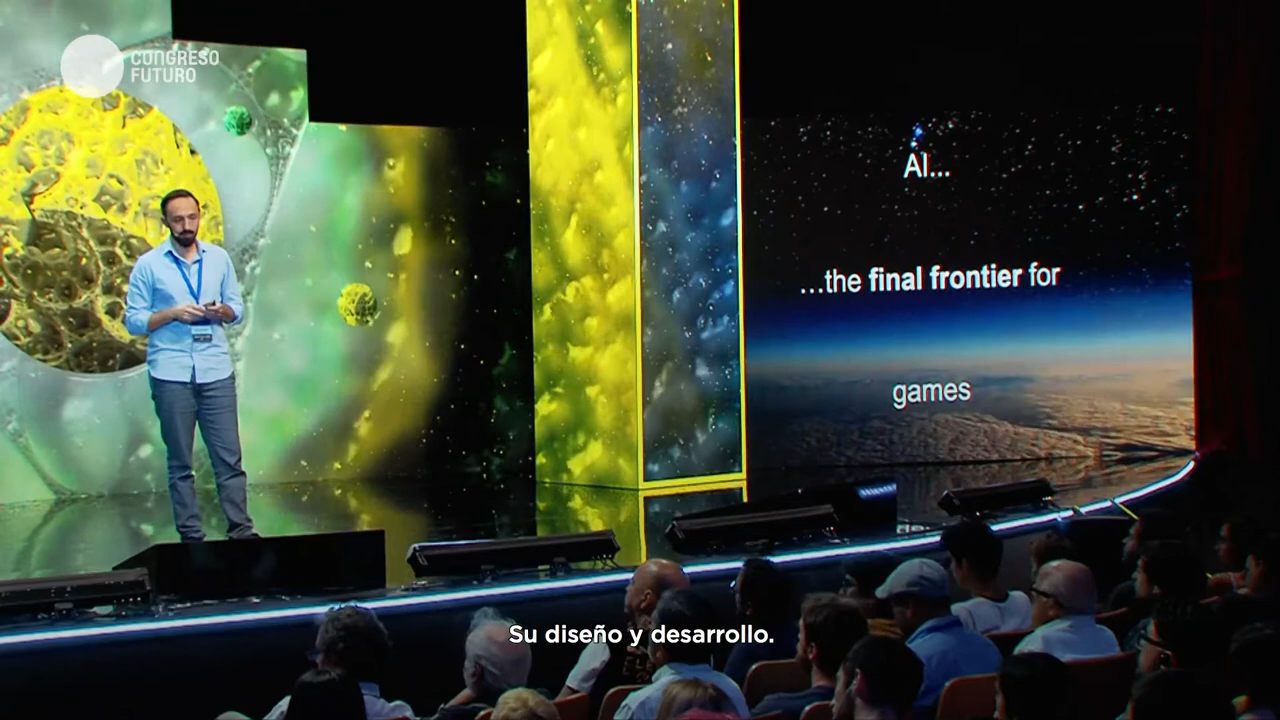 CONGRESO
FUTURO
AI...
...the final frontier for
games
Su diseño y desarrollo.